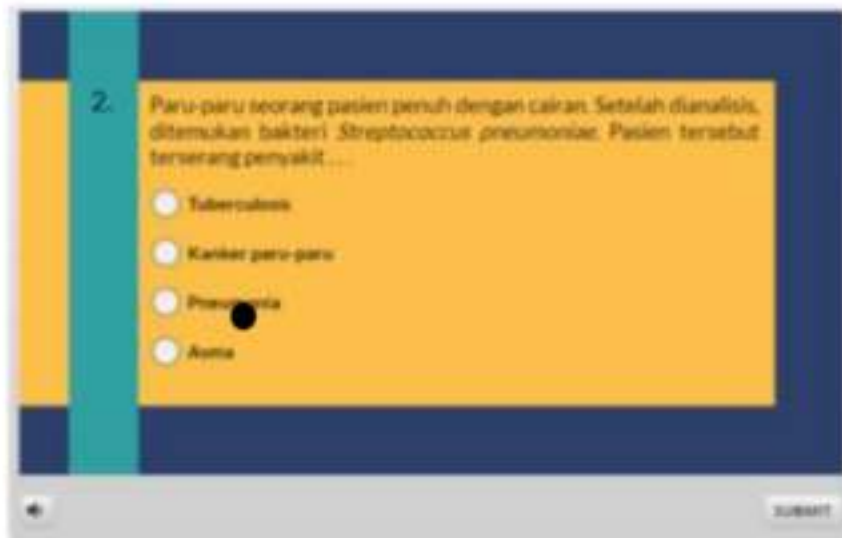 2.
Paru-paru seorang pasien penuh dengan cairan. Setelah dianalisis,
ditemukan bakteri Streptococcus pneumoniae. Pasien tersebut
terserang penyakit ....
Tuberculosis
Kanker paru-paru
Pneumonia
Asma
SUBMIT